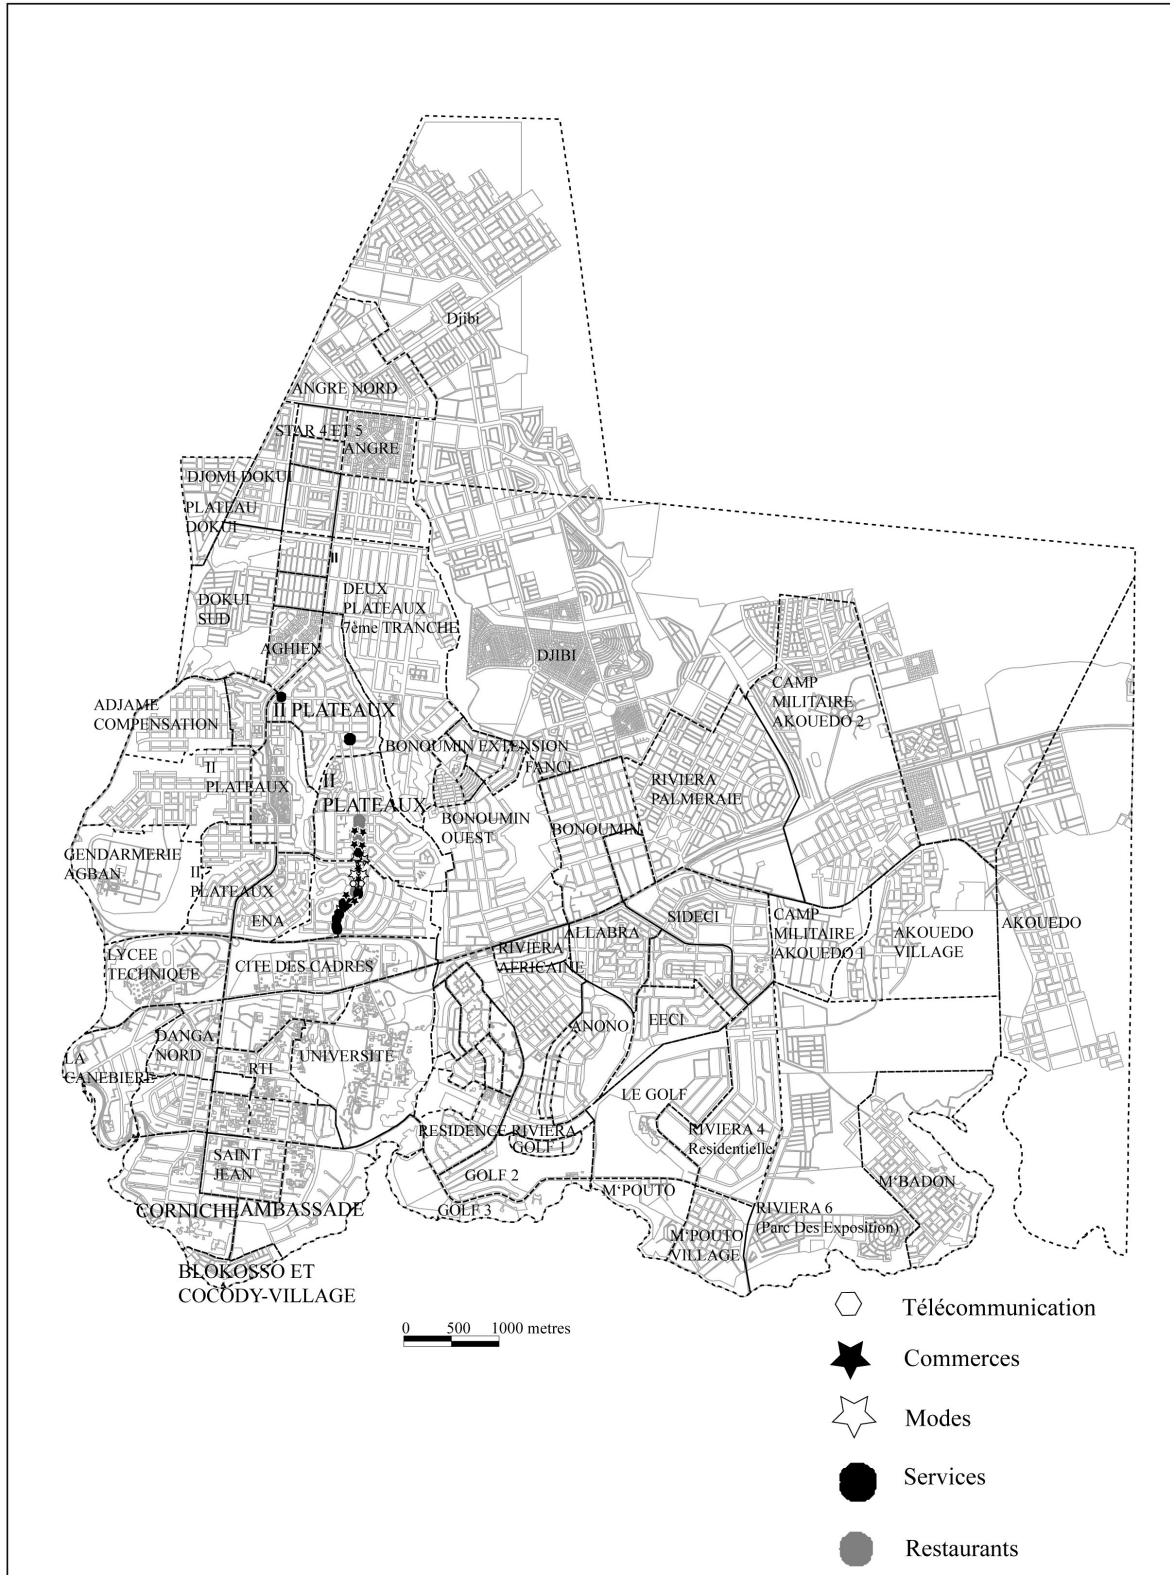 Djibi
ANGRE NORD
STAR 4 ET 5
ANGRE
DJOMI DOKUI
PLATEAU
DOKUI
II
DOKUI
SUD
DEUX
PLATEAUX
7ème TRANCHE
AGHIEN
DJIBI
ADJAME
COMPENSATION
II PLATEAUX
CAMP
MILITAIRE
AKOUEDO 2
BONOUMIN EXTENSION
FANCI
II
PLATEAUX
II
PLATEAUX
RIVIERA
PALMERAIE
BONOUMIN
OUEST
BONOUMIN
GENDARMERIE
AGBAN
II
PLATEAUX
ENA
SIDECI
ALLABRA
CAMP
MILITAIRE
AKOUEDO 1
AKOUEDO
VILLAGE
AKOUEDO
LYCEE
TECHNIQUE
CITE DES CADRES
RIVIERA
AFRICAINE
ANONO
EECI
DANGA
NORD
LA
CANEBIERE
RTI
UNIVERSITE
LE GOLF
RESIDENCE RIVIERA
GOLF 1
RIVIERA 4
Residentielle
SAINT
JEAN
GOLF 2
M'POUTO
M'BADON
CORNICHE
AMBASSADE
GOLF 3
RIVIERA 6
(Parc Des Exposition)
M'POUTO
VILLAGE
BLOKOSSO ET
COCODY-VILLAGE
0 500 1000 metres
Télécommunication
Commerces
Modes
Services
Restaurants